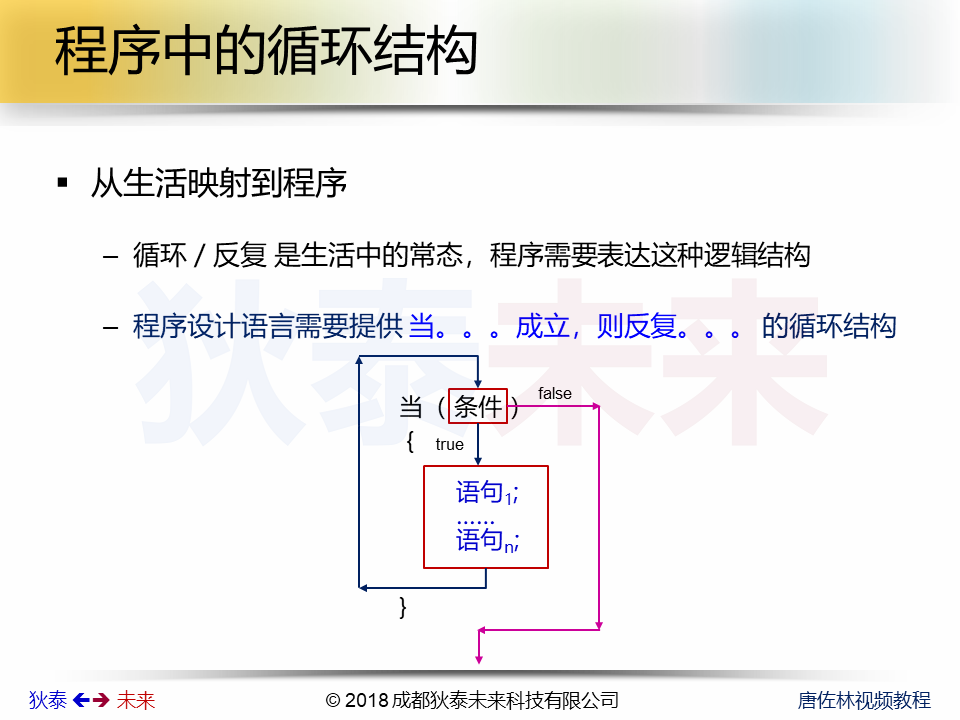 程序中的循环结构
从生活映射到程序
– 循环 / 反复 是生活中的常态，程序需要表达这种逻辑结构
– 程序设计语言需要提供 当。。。成立，则反复。。。 的循环结构
狄泰未来
当（条件） false
{ true
语句1;
……
语句n;
}
狄泰 未来
© 2018 成都狄泰未来科技有限公司
唐佐林视频教程